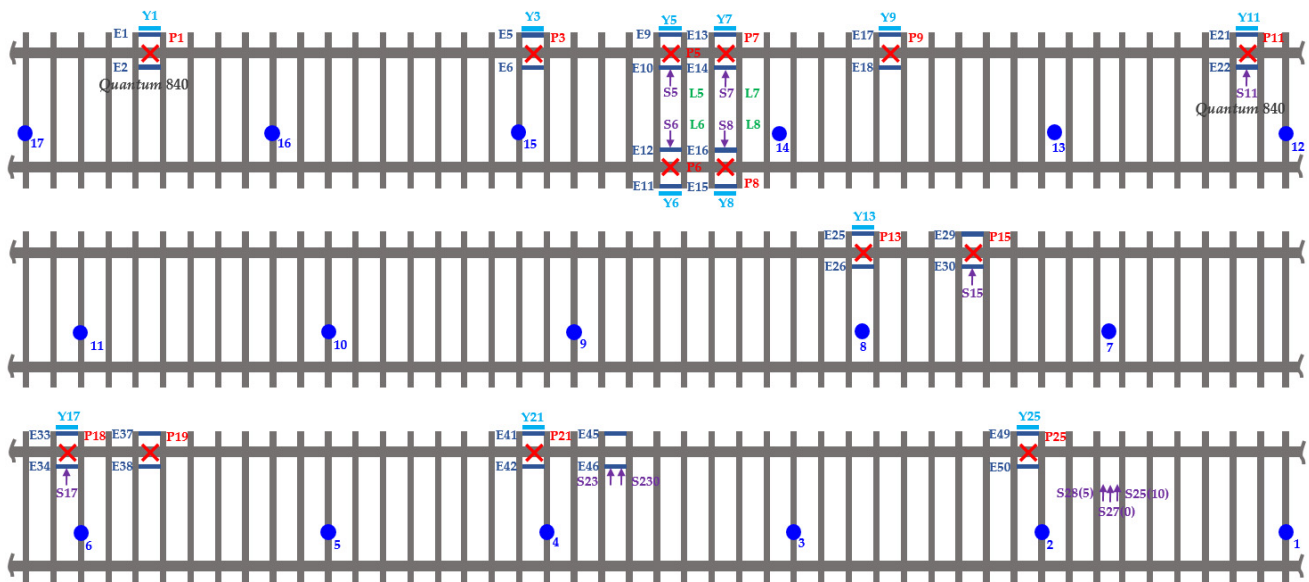 Y1 Y3 Y5 Y7 Y9 Y11
E1 P1 E5 P3 E9 E13 P7 E17 P9 E21 P11
P5
E2 E6 E10 E14 E18 E22
Quantum 840
S5 L5 S7 L7 S11
Quantum 840
S6 L6 S8 L8
17 16 15 14 13 12
E12 E16
P6
E11 E15 P8
Y6 Y8
Y13
E25 P13 E29 P15
E26 E30
S15
11 10 9 8 7
Y17 Y21 Y25
E33 P18 E37 P19 E41 P21 E45 E49 P25
E34 E38 E42 E46 E50
S17 S23 S230 S28(5) S25(10)
S27(0)
6 5 4 3 2 1